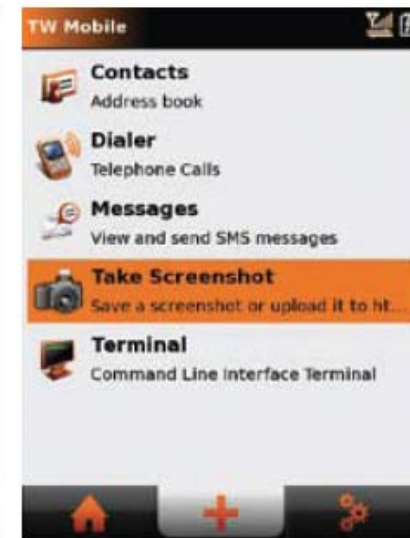 TW Mobile
Contacts
Address book
Dialer
Telephone Calls
Messages
View and send SMS messages
Take Screenshot
Save a screenshot or upload it to ht...
Terminal
Command Line Interface Terminal